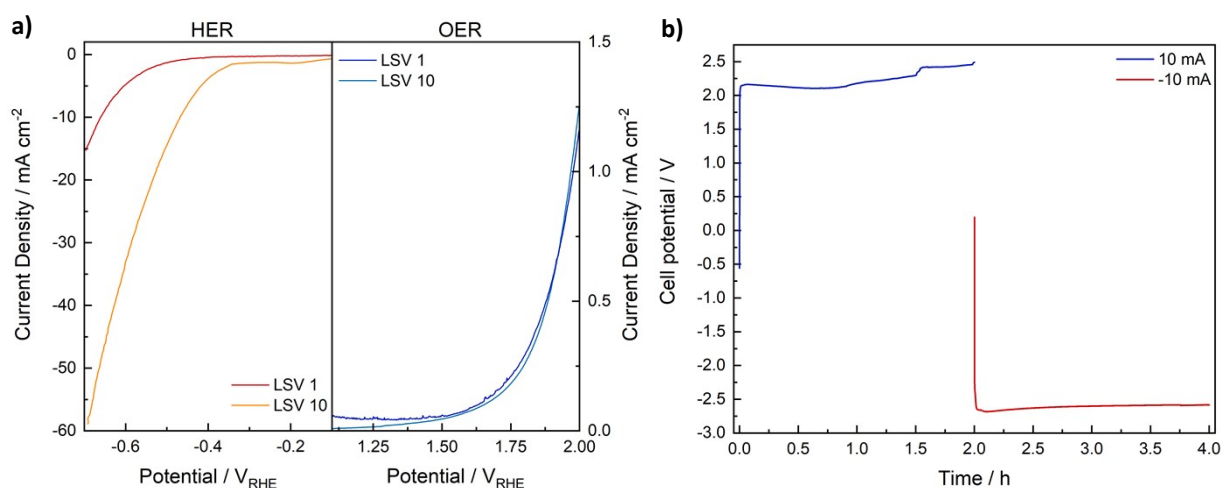 a)
HER
OER
Current Density / mA cm⁻²
0
-10
-20
-30
-40
-50
-60
LSV 1
LSV 10
-0.6
-0.4
-0.2
Potential / V_RHE
LSV 1
LSV 10
1.5
1.0
0.5
0.0
Current Density / mA cm⁻²
1.25
1.50
1.75
2.00
Potential / V_RHE
b)
Cell potential / V
2.5
2.0
1.5
1.0
0.5
0.0
-0.5
-1.0
-1.5
-2.0
-2.5
-3.0
10 mA
-10 mA
0.0
0.5
1.0
1.5
2.0
2.5
3.0
3.5
4.0
Time / h